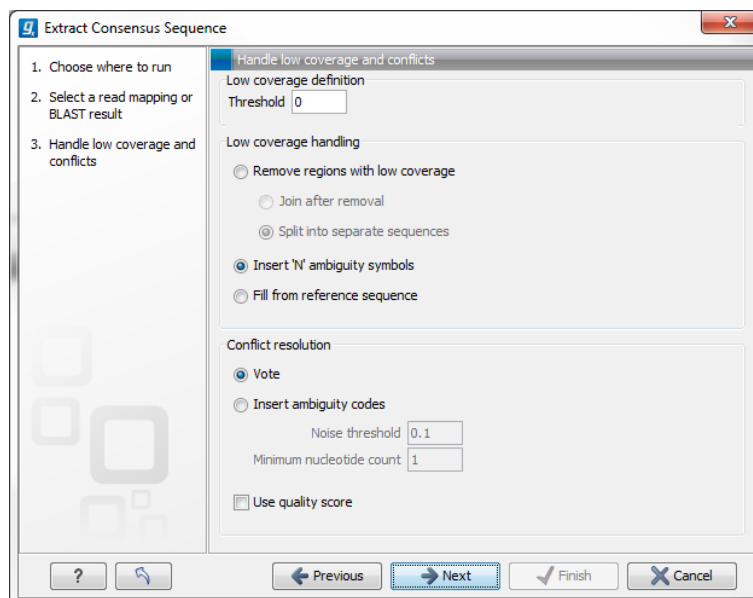 Extract Consensus Sequence
1. Choose where to run
2. Select a read mapping or
BLAST result
3. Handle low coverage and
conflicts
Handle low coverage and conflicts
Low coverage definition
Threshold 0
Low coverage handling
Remove regions with low coverage
Join after removal
Split into separate sequences
Insert 'N' ambiguity symbols
Fill from reference sequence
Conflict resolution
Vote
Insert ambiguity codes
Noise threshold 0.1
Minimum nucleotide count 1
Use quality score
? Previous Next Finish Cancel